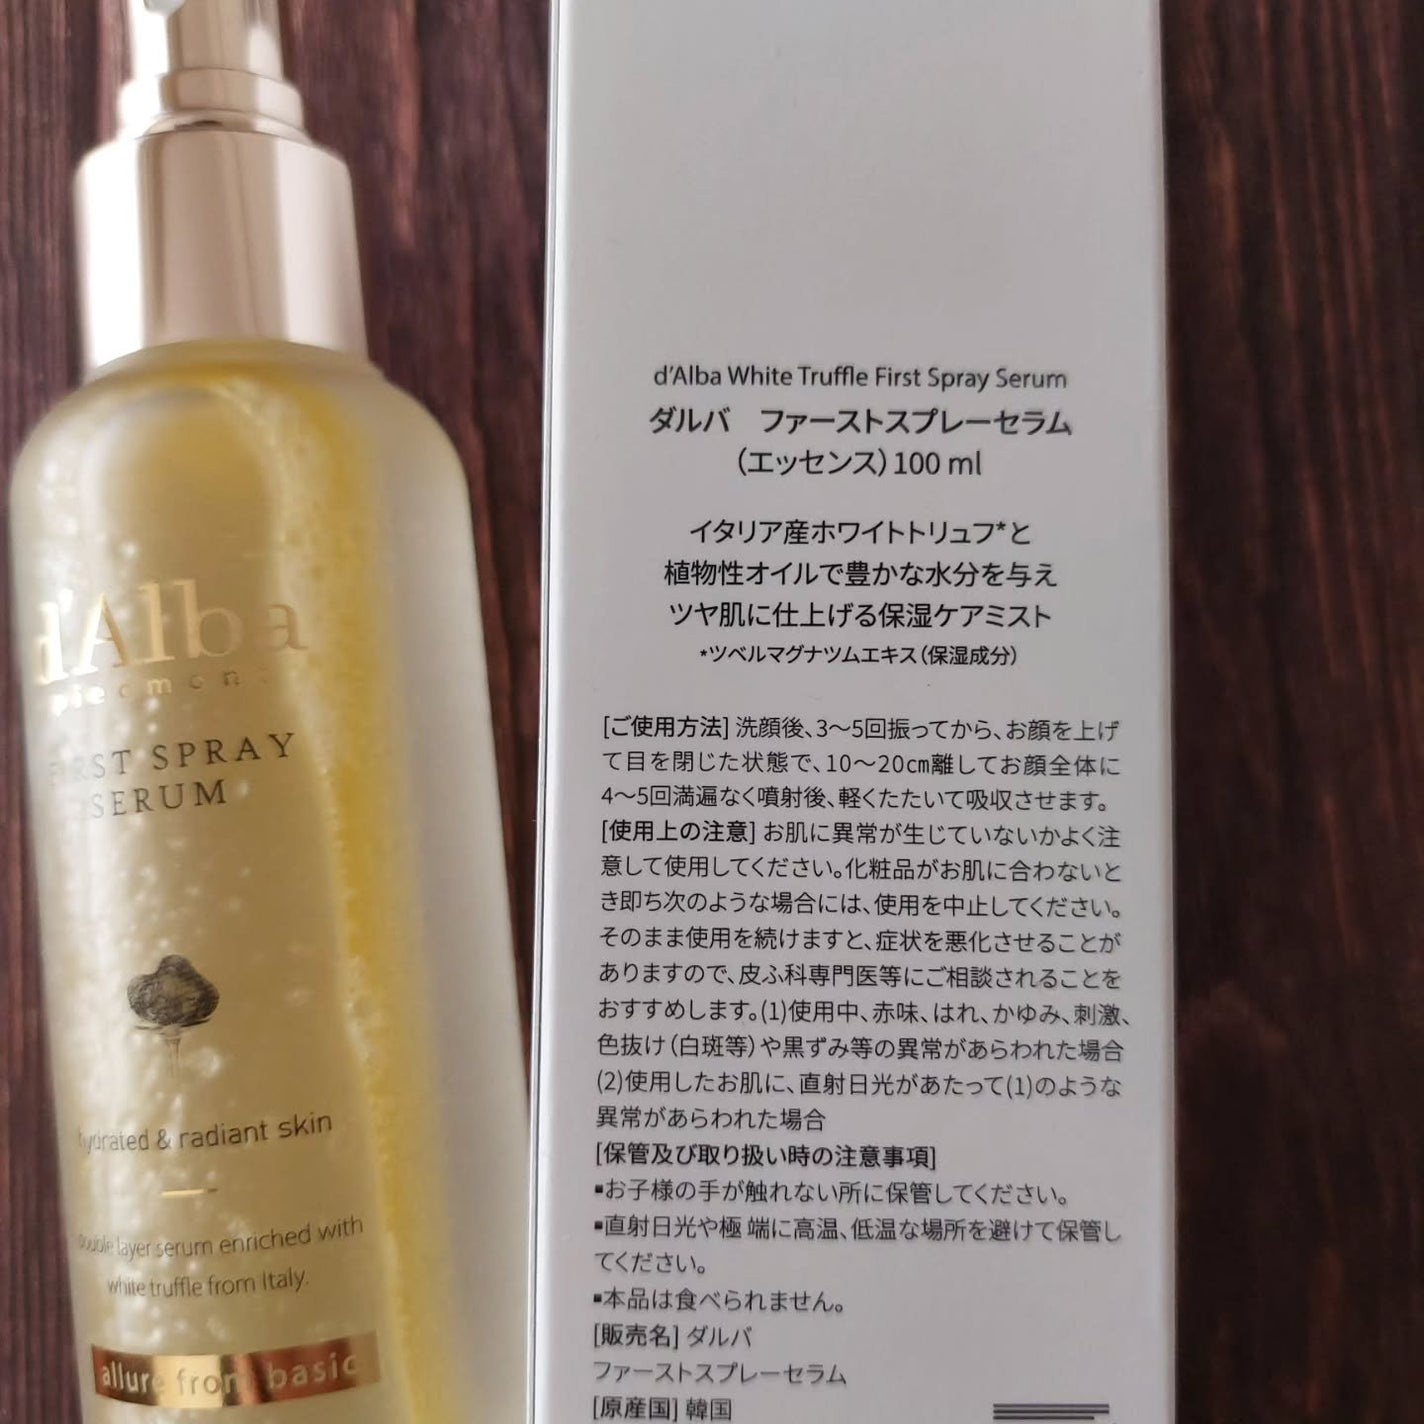 d'Alba
piedmont
FIRST SPRAY
SERUM
hydrated & radiant skin
double layer serum enriched with
white truffle from Italy.
allure from basic
d'Alba White Truffle First Spray Serum
ダルバ ファーストスプレーセラム
(エッセンス) 100 ml
イタリア産ホワイトトリュフ*と
植物性オイルで豊かな水分を与え
ツヤ肌に仕上げる保湿ケアミスト
*ツベルマグナツムエキス(保湿成分)
[ご使用方法] 洗顔後、3〜5回振ってから、お顔を上げ
て目を閉じた状態で、10〜20㎝離してお顔全体に
4〜5回満遍なく噴射後、軽くたたいて吸収させます。
[使用上の注意] お肌に異常が生じていないかよく注
意して使用してください。化粧品がお肌に合わないと
き即ち次のような場合には、使用を中止してください。
そのまま使用を続けますと、症状を悪化させることが
ありますので、皮ふ科専門医等にご相談されることを
おすすめします。(1)使用中、赤味、はれ、かゆみ、刺激、
色抜け(白斑等)や黒ずみ等の異常があらわれた場合
(2)使用したお肌に、直射日光があたって(1)のような
異常があらわれた場合
[保管及び取り扱い時の注意事項]
▪お子様の手が触れない所に保管してください。
▪直射日光や極 端に高温、低温な場所を避けて保管し
てください。
▪本品は食べられません。
[販売名] ダルバ
ファーストスプレーセラム
[原産国] 韓国